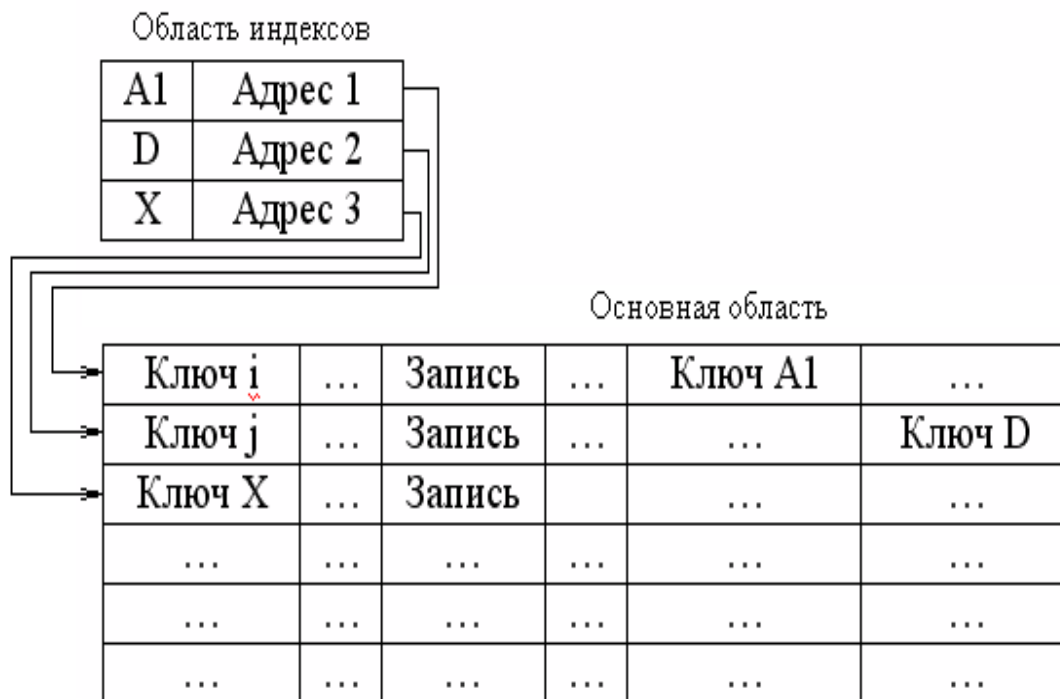 Область индексов
A1 Адрес 1
D Адрес 2
X Адрес 3
Основная область
Ключ i ... Запись ... Ключ A1 ...
Ключ j ... Запись ... ... Ключ D
Ключ X ... Запись ... ...
... ... ... ... ... ...
... ... ... ... ... ...
... ... ... ... ... ...